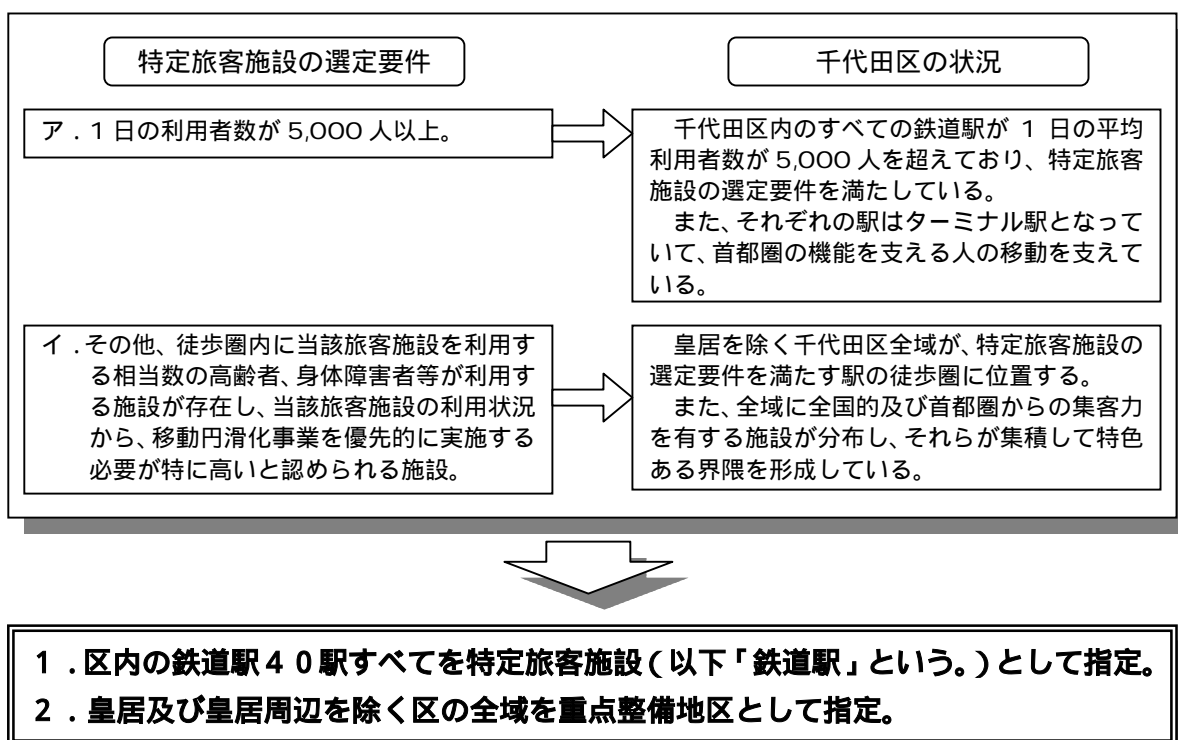 特定旅客施設の選定要件
千代田区の状況
ア．１日の利用者数が 5,000 人以上。
千代田区内のすべての鉄道駅が 1 日の平均
利用者数が 5,000 人を超えており、特定旅客
施設の選定要件を満たしている。
また、それぞれの駅はターミナル駅となって
いて、首都圏の機能を支える人の移動を支えて
いる。
イ．その他、徒歩圏内に当該旅客施設を利用す
る相当数の高齢者、身体障害者等が利用す
る施設が存在し、当該旅客施設の利用状況
から、移動円滑化事業を優先的に実施する
必要が特に高いと認められる施設。
皇居を除く千代田区全域が、特定旅客施設の
選定要件を満たす駅の徒歩圏に位置する。
また、全域に全国的及び首都圏からの集客力
を有する施設が分布し、それらが集積して特色
ある界隈を形成している。
１．区内の鉄道駅４０駅すべてを特定旅客施設（以下「鉄道駅」という。）として指定。
２．皇居及び皇居周辺を除く区の全域を重点整備地区として指定。